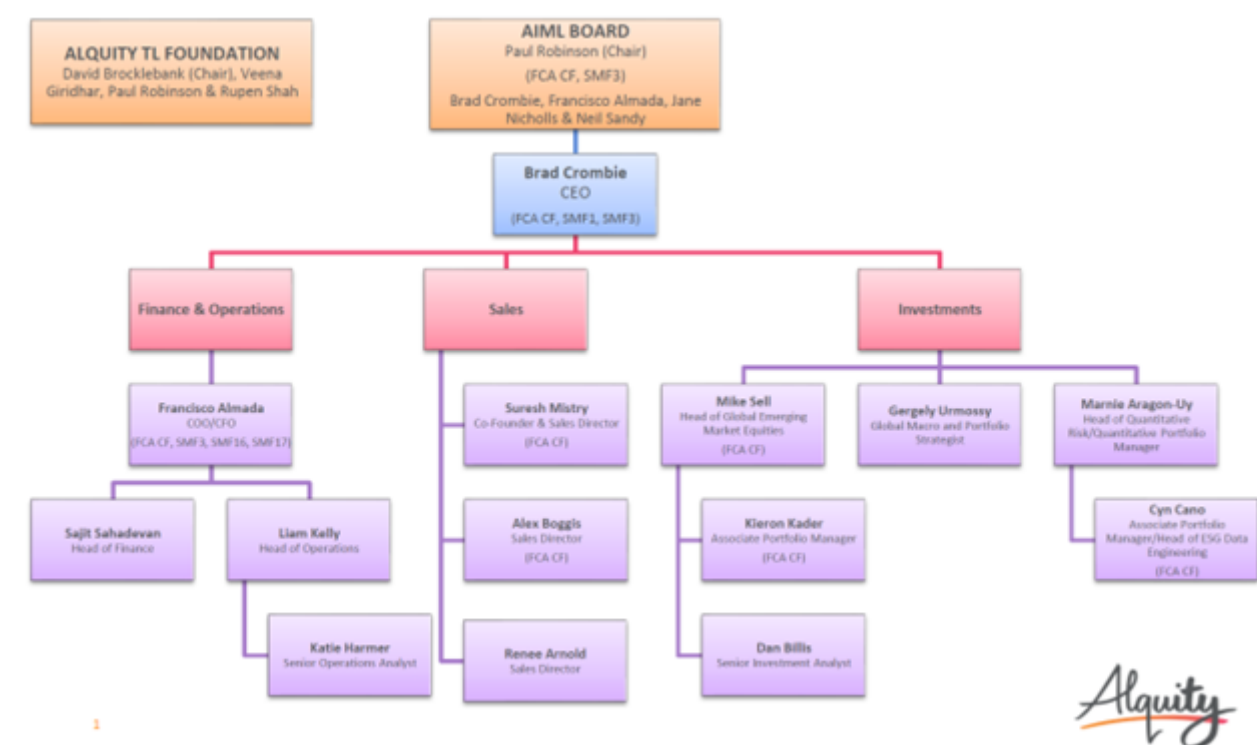 ALQUITY TL FOUNDATION
David Brocklebank (Chair), Veena
Giridhar, Paul Robinson & Rupen Shah
AIML BOARD
Paul Robinson (Chair)
(FCA CF, SMF3)
Brad Crombie, Francisco Almada, Jane
Nicholls & Neil Sandy
Brad Crombie
CEO
(FCA CF, SMF1, SMF3)
Finance & Operations
Sales
Investments
Francisco Almada
COO/CFO
(FCA CF, SMF3, SMF16, SMF17)
Sajit Sahadevan
Head of Finance
Liam Kelly
Head of Operations
Katie Harmer
Senior Operations Analyst
Suresh Mistry
Co-Founder & Sales Director
(FCA CF)
Alex Boggis
Sales Director
(FCA CF)
Renee Arnold
Sales Director
Mike Sell
Head of Global Emerging
Market Equities
(FCA CF)
Kieron Kader
Associate Portfolio Manager
(FCA CF)
Dan Billis
Senior Investment Analyst
Gergely Urmossy
Global Macro and Portfolio
Strategist
Marnie Aragon-Uy
Head of Quantitative
Risk/Quantitative Portfolio
Manager
Cyn Cano
Associate Portfolio
Manager/Head of ESG Data
Engineering
(FCA CF)
1
Alquity